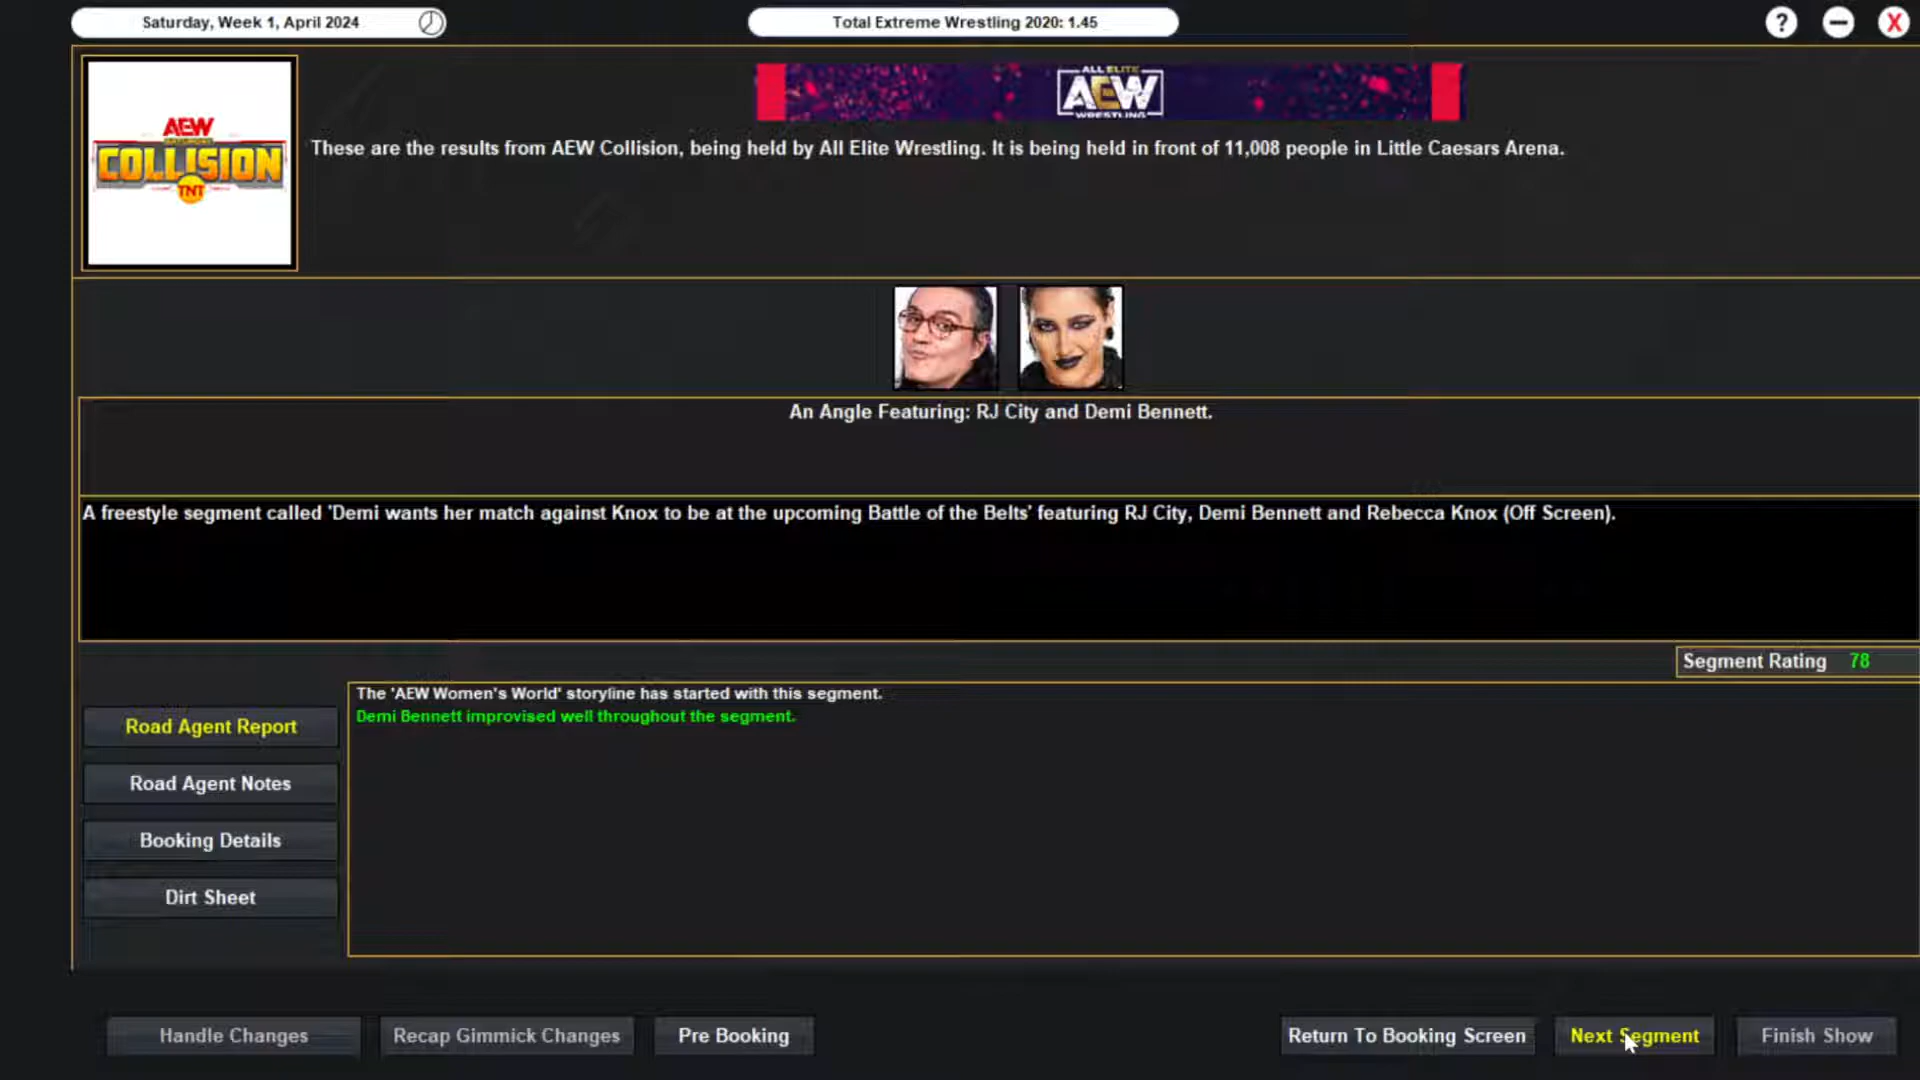 Saturday, Week 1, April 2024
Total Extreme Wrestling 2020: 1.45
?
X
ALL ELITE
AEW
WRESTLING
AEW
COLLISION
TNT
These are the results from AEW Collision, being held by All Elite Wrestling. It is being held in front of 11,008 people in Little Caesars Arena.
An Angle Featuring: RJ City and Demi Bennett.
A freestyle segment called 'Demi wants her match against Knox to be at the upcoming Battle of the Belts' featuring RJ City, Demi Bennett and Rebecca Knox (Off Screen).
Segment Rating 78
The 'AEW Women's World' storyline has started with this segment.
Demi Bennett improvised well throughout the segment.
Road Agent Report
Road Agent Notes
Booking Details
Dirt Sheet
Handle Changes
Recap Gimmick Changes
Pre Booking
Return To Booking Screen
Next Segment
Finish Show